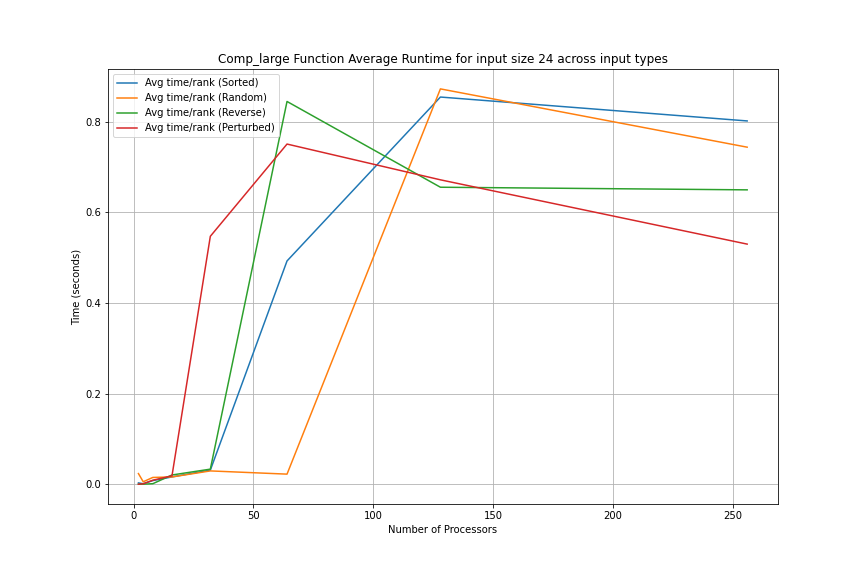 Comp_large Function Average Runtime for input size 24 across input types
Avg time/rank (Sorted)
Avg time/rank (Random)
Avg time/rank (Reverse)
Avg time/rank (Perturbed)
Time (seconds)
0.8
0.6
0.4
0.2
0.0
0
50
100
150
200
250
Number of Processors